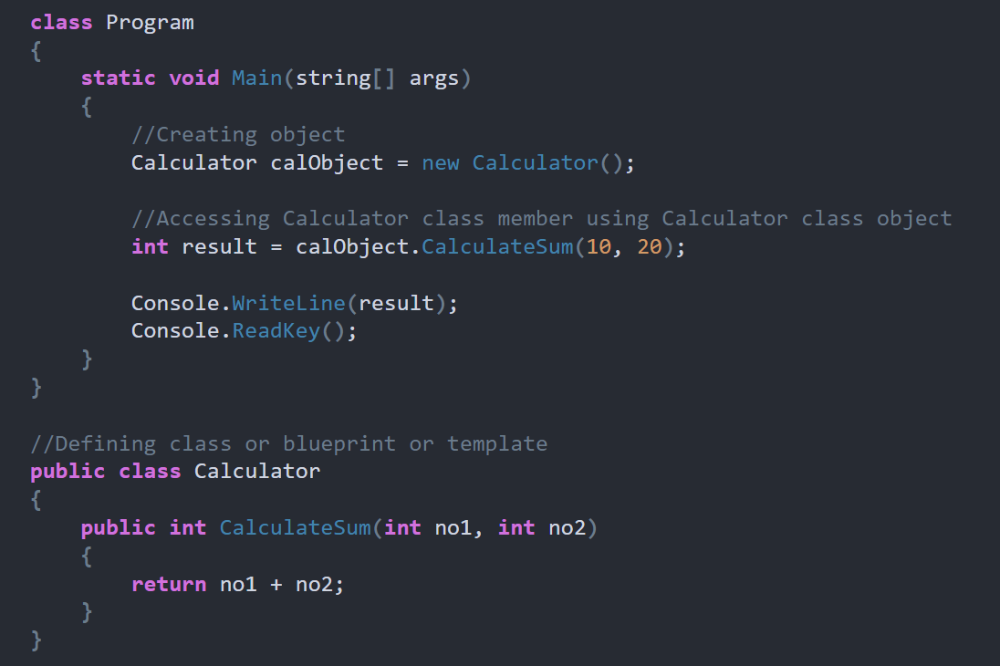 class Program
{
    static void Main(string[] args)
    {
        //Creating object
        Calculator calObject = new Calculator();

        //Accessing Calculator class member using Calculator class object
        int result = calObject.CalculateSum(10, 20);

        Console.WriteLine(result);
        Console.ReadKey();
    }
}

//Defining class or blueprint or template
public class Calculator
{
    public int CalculateSum(int no1, int no2)
    {
        return no1 + no2;
    }
}